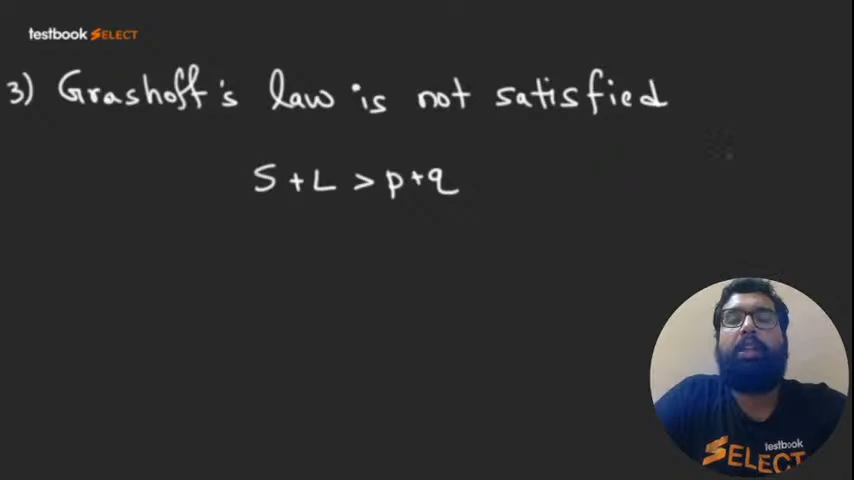 testbook SELECT
3) Grashoff's law is not satisfied
S + L > p + q
testbook
SELECT